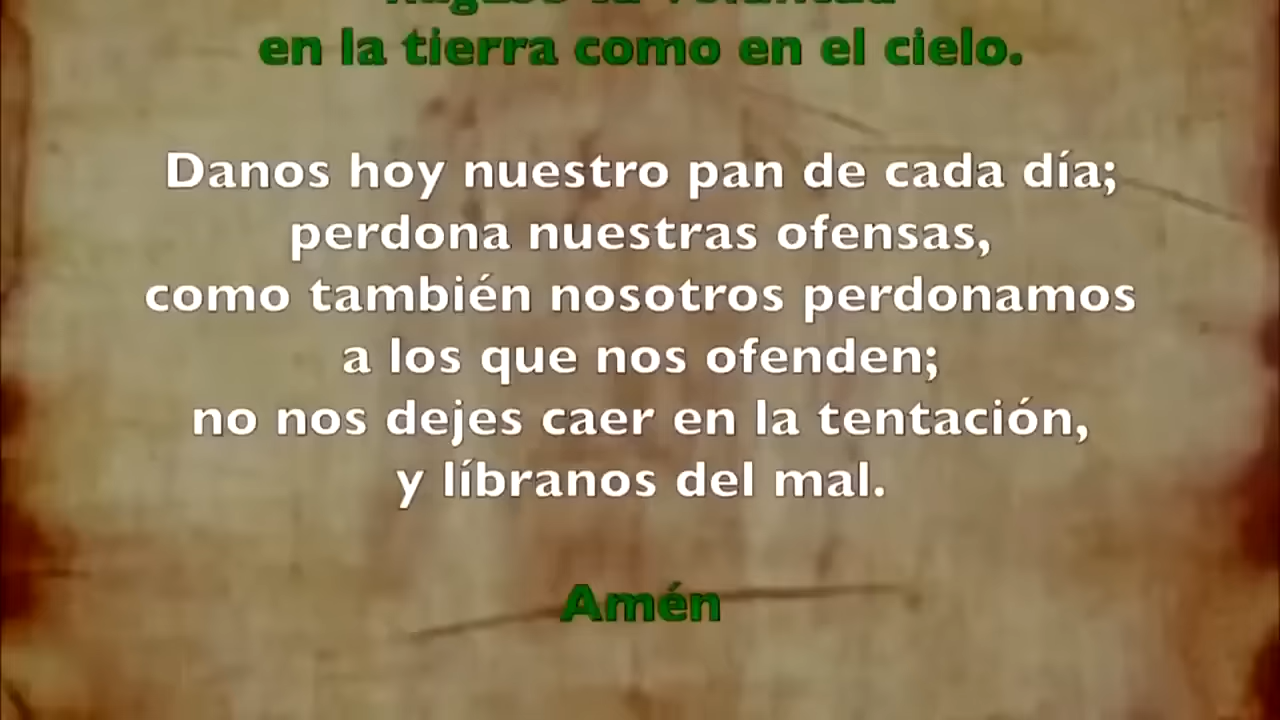 en la tierra como en el cielo.
Danos hoy nuestro pan de cada día;
perdona nuestras ofensas,
como también nosotros perdonamos
a los que nos ofenden;
no nos dejes caer en la tentación,
y líbranos del mal.
Amén